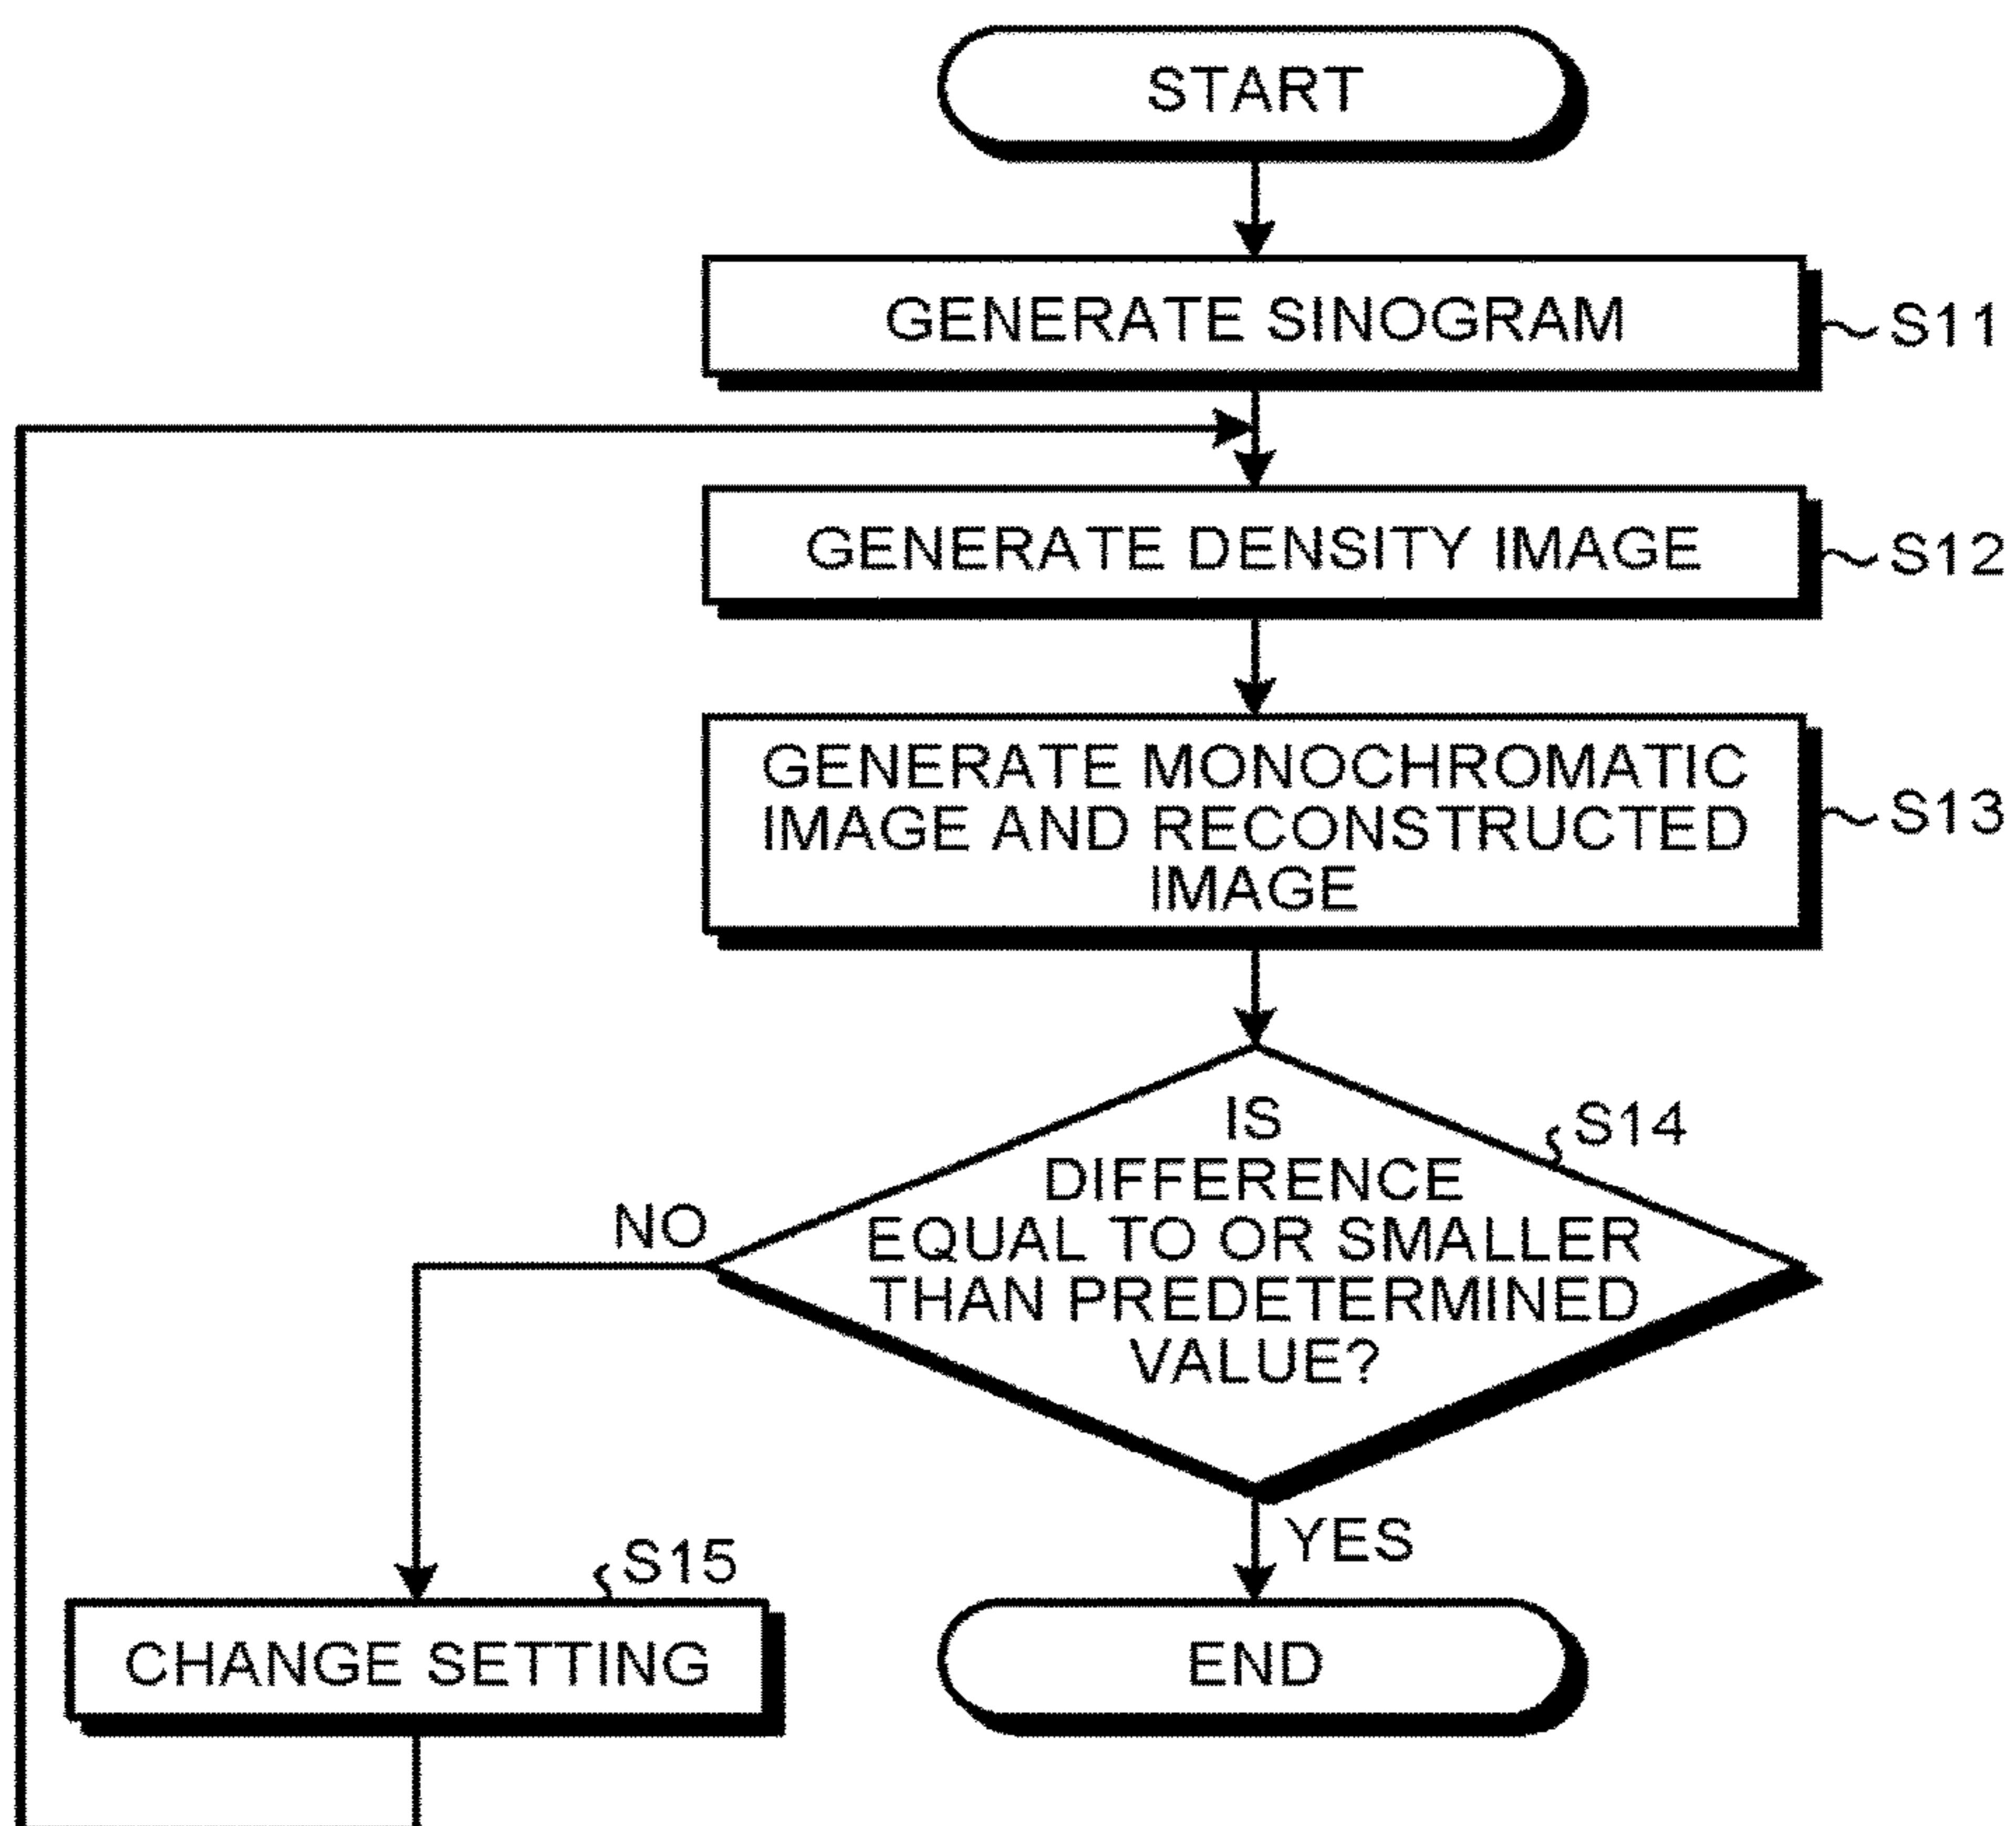 START
GENERATE SINOGRAM
S11
GENERATE DENSITY IMAGE
S12
GENERATE MONOCHROMATIC
IMAGE AND RECONSTRUCTED
IMAGE
S13
IS
DIFFERENCE
EQUAL TO OR SMALLER
THAN PREDETERMINED
VALUE?
S14
NO
YES
S15
CHANGE SETTING
END